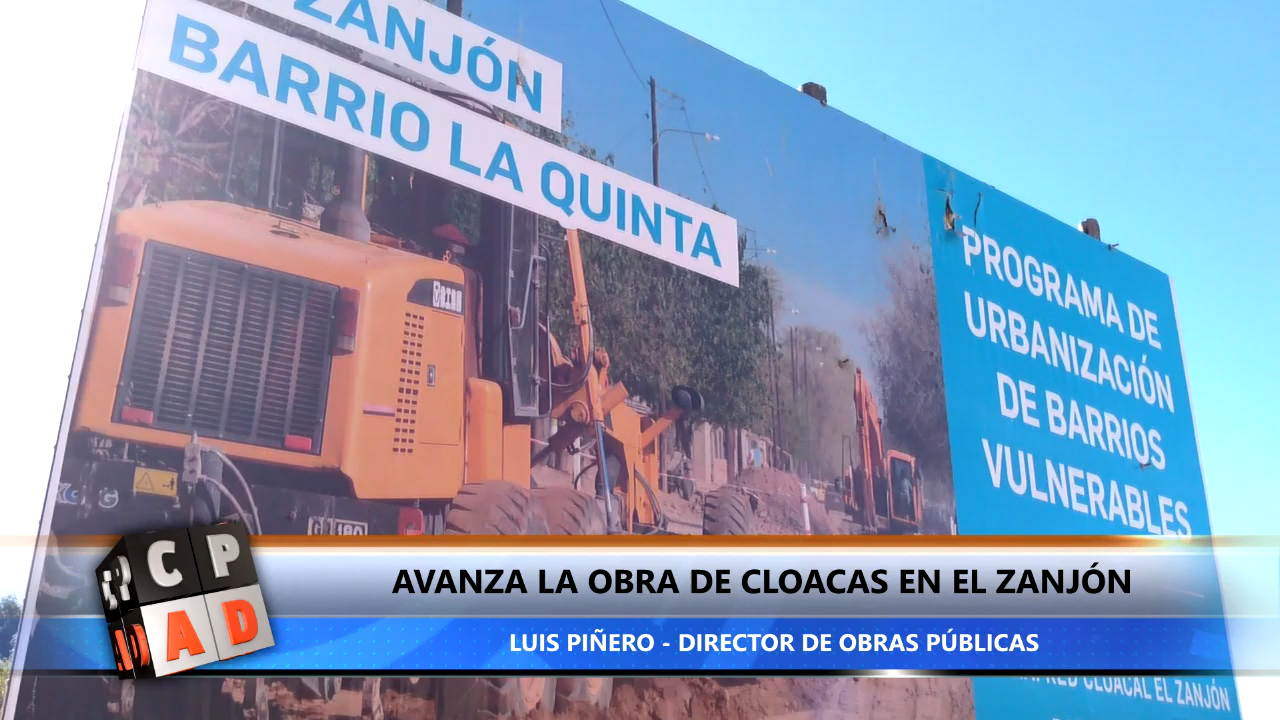 ZANJÓN
BARRIO LA QUINTA
PROGRAMA DE
URBANIZACIÓN
DE BARRIOS
VULNERABLES
G 180
CP
AD
AVANZA LA OBRA DE CLOACAS EN EL ZANJÓN
LUIS PIÑERO - DIRECTOR DE OBRAS PÚBLICAS
RED CLOACAL EL ZANJÓN